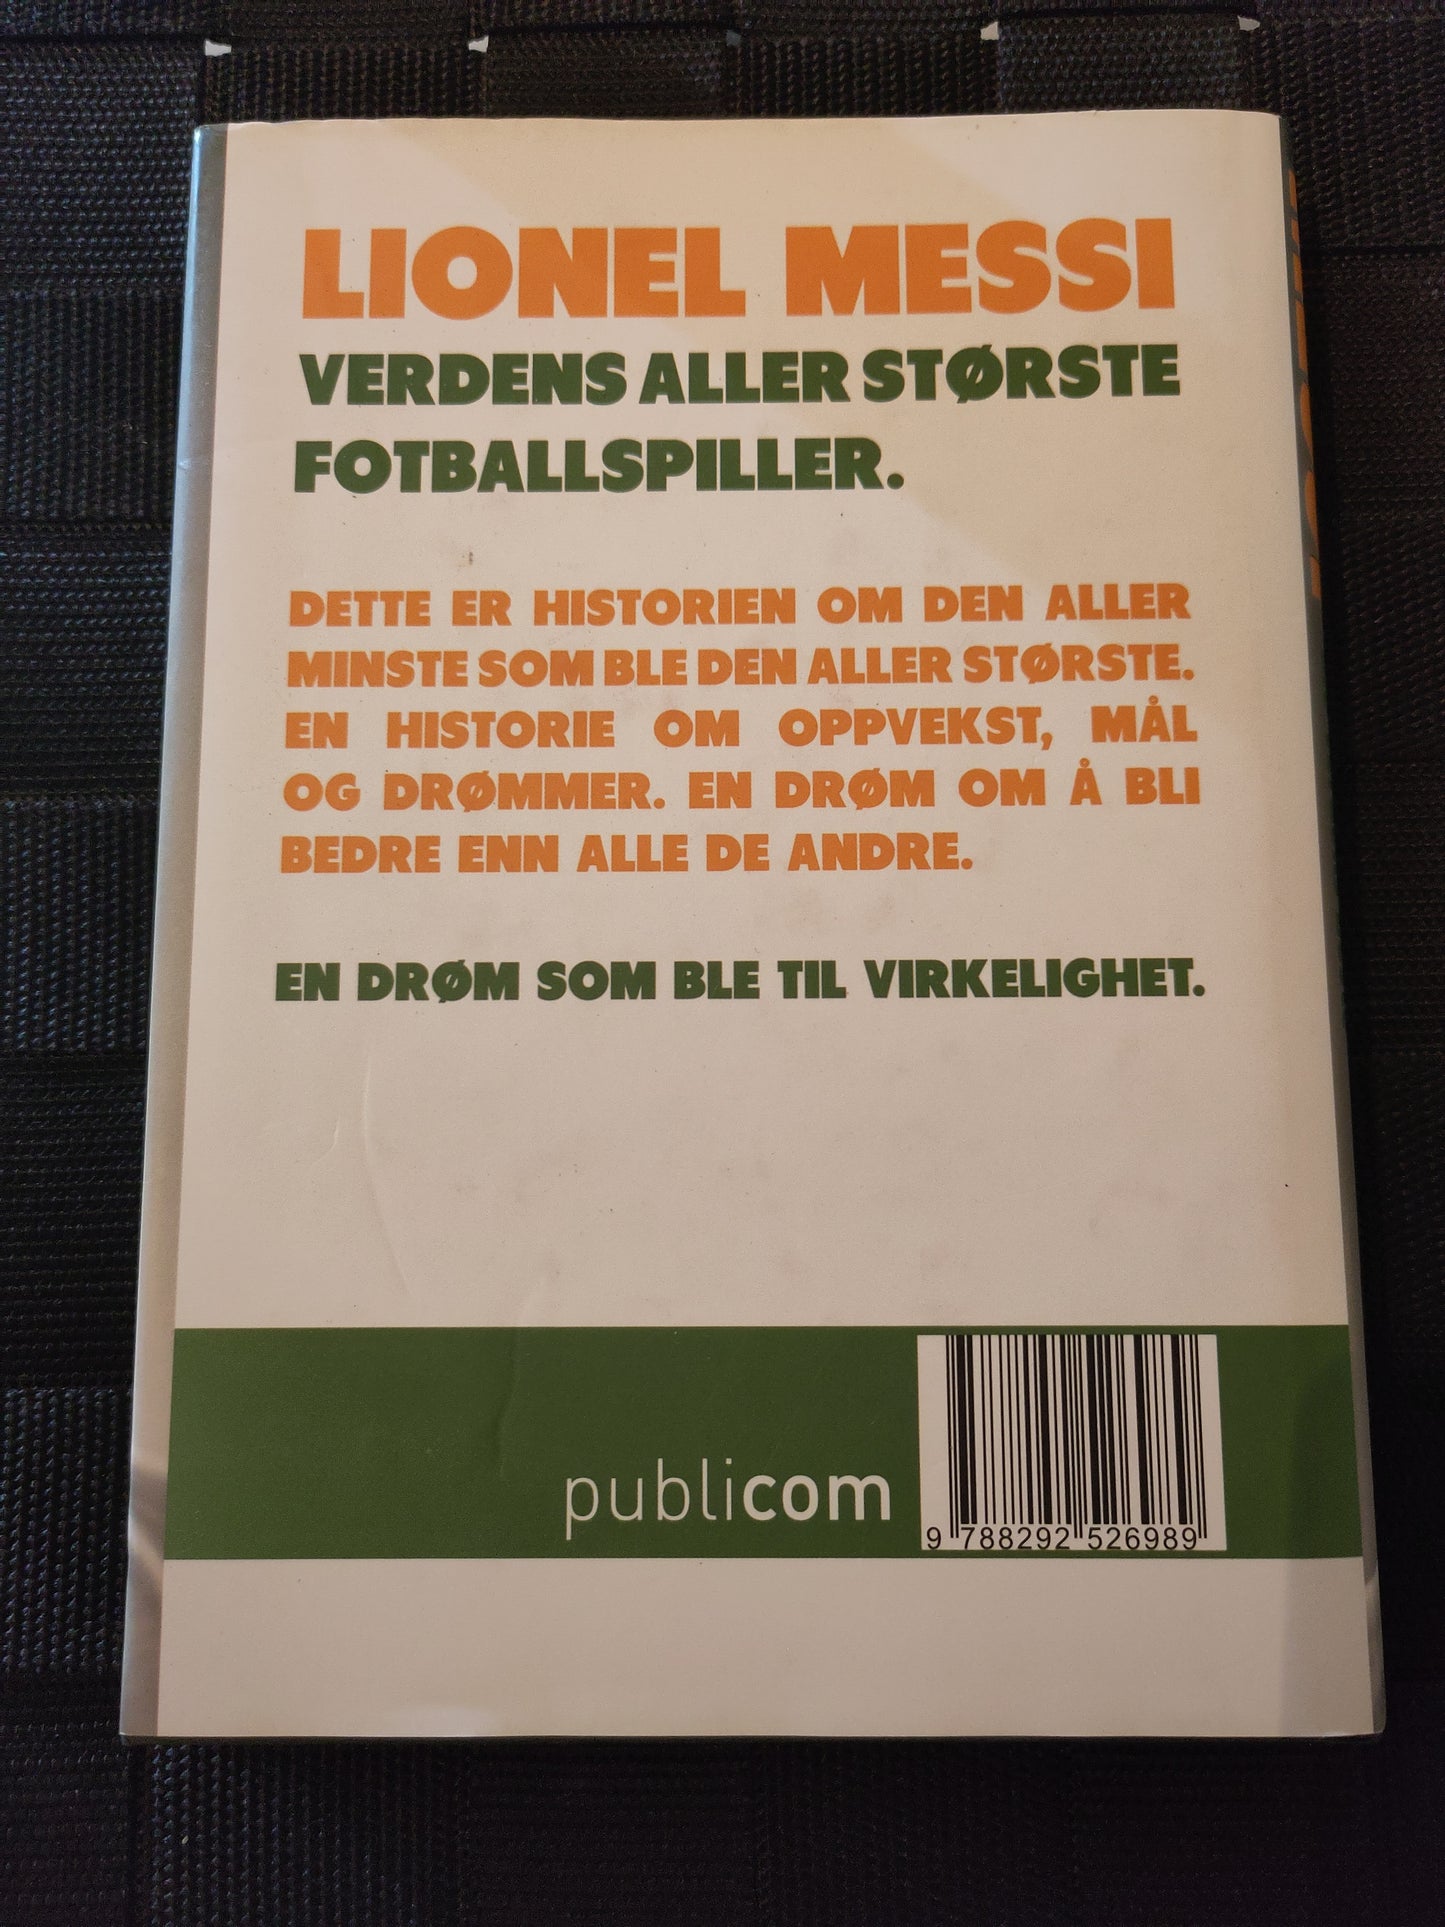 LIONEL MESSI
VERDENS ALLER STØRSTE
FOTBALLSPILLER.
DETTE ER HISTORIEN OM DEN ALLER
MINSTE SOM BLE DEN ALLER STØRSTE.
EN HISTORIE OM OPPVEKST, MÅL
OG DRØMMER. EN DRØM OM Å BLI
BEDRE ENN ALLE DE ANDRE.
EN DRØM SOM BLE TIL VIRKELIGHET.
publicom
9 788292 526989